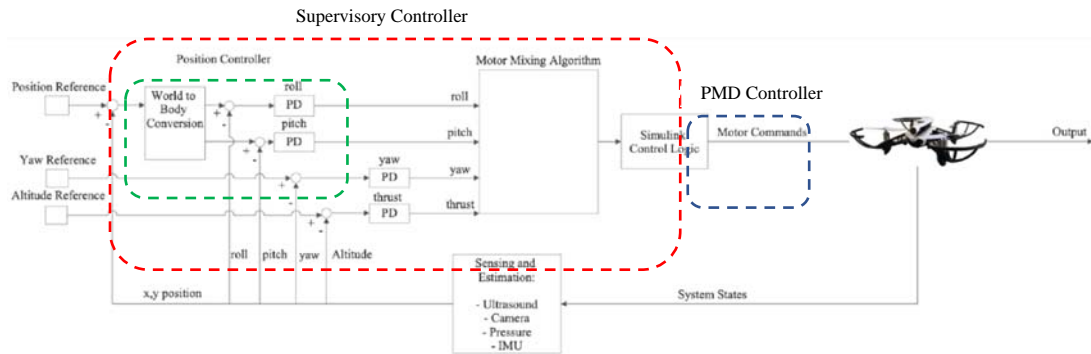 Supervisory Controller
Position Controller
Motor Mixing Algorithm
Position Reference
World to
Body
Conversion
roll
PD
pitch
PD
roll
pitch
PMD Controller
Simulink
Control
Logic
Motor Commands
Output
Yaw Reference
yaw
PD
yaw
Altitude Reference
thrust
PD
thrust
roll
pitch
yaw
Altitude
x,y position
Sensing and
Estimation:
- Ultrasound
- Camera
- Pressure
- IMU
System States
+
-
+
-
+
-
+
-
+
-